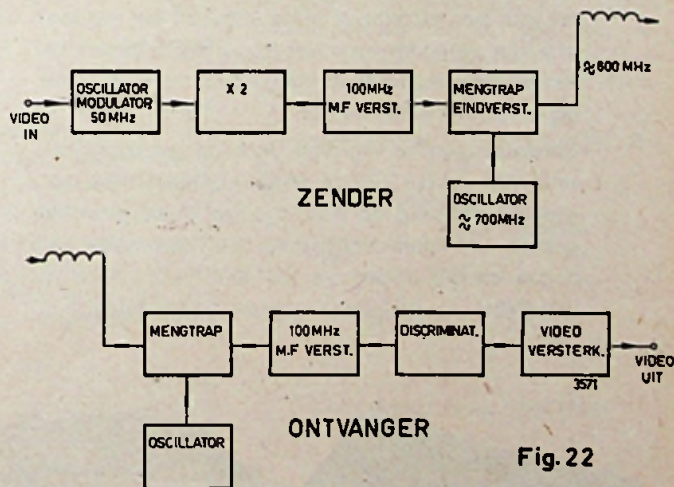 VIDEO
IN
OSCILLATOR
MODULATOR
50 MHz
X 2
100MHz
M.F VERST.
MENGTRAP
EINDVERST.
≈ 600 MHz
OSCILLATOR
≈ 700MHz
ZENDER
MENGTRAP
100MHz
M.F VERST.
DISCRIMINAT.
VIDEO
VERSTERK.
3571
VIDEO
UIT
OSCILLATOR
ONTVANGER
Fig. 22